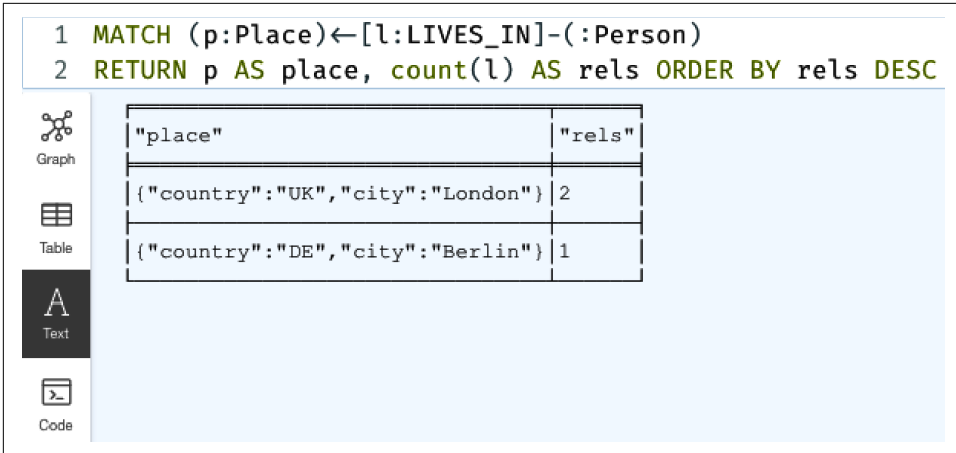 1 MATCH (p:Place)<-[l:LIVES_IN]-(:Person)
2 RETURN p AS place, count(l) AS rels ORDER BY rels DESC
Graph
Table
Text
Code
"place" "rels"
{"country":"UK","city":"London"} 2
{"country":"DE","city":"Berlin"} 1